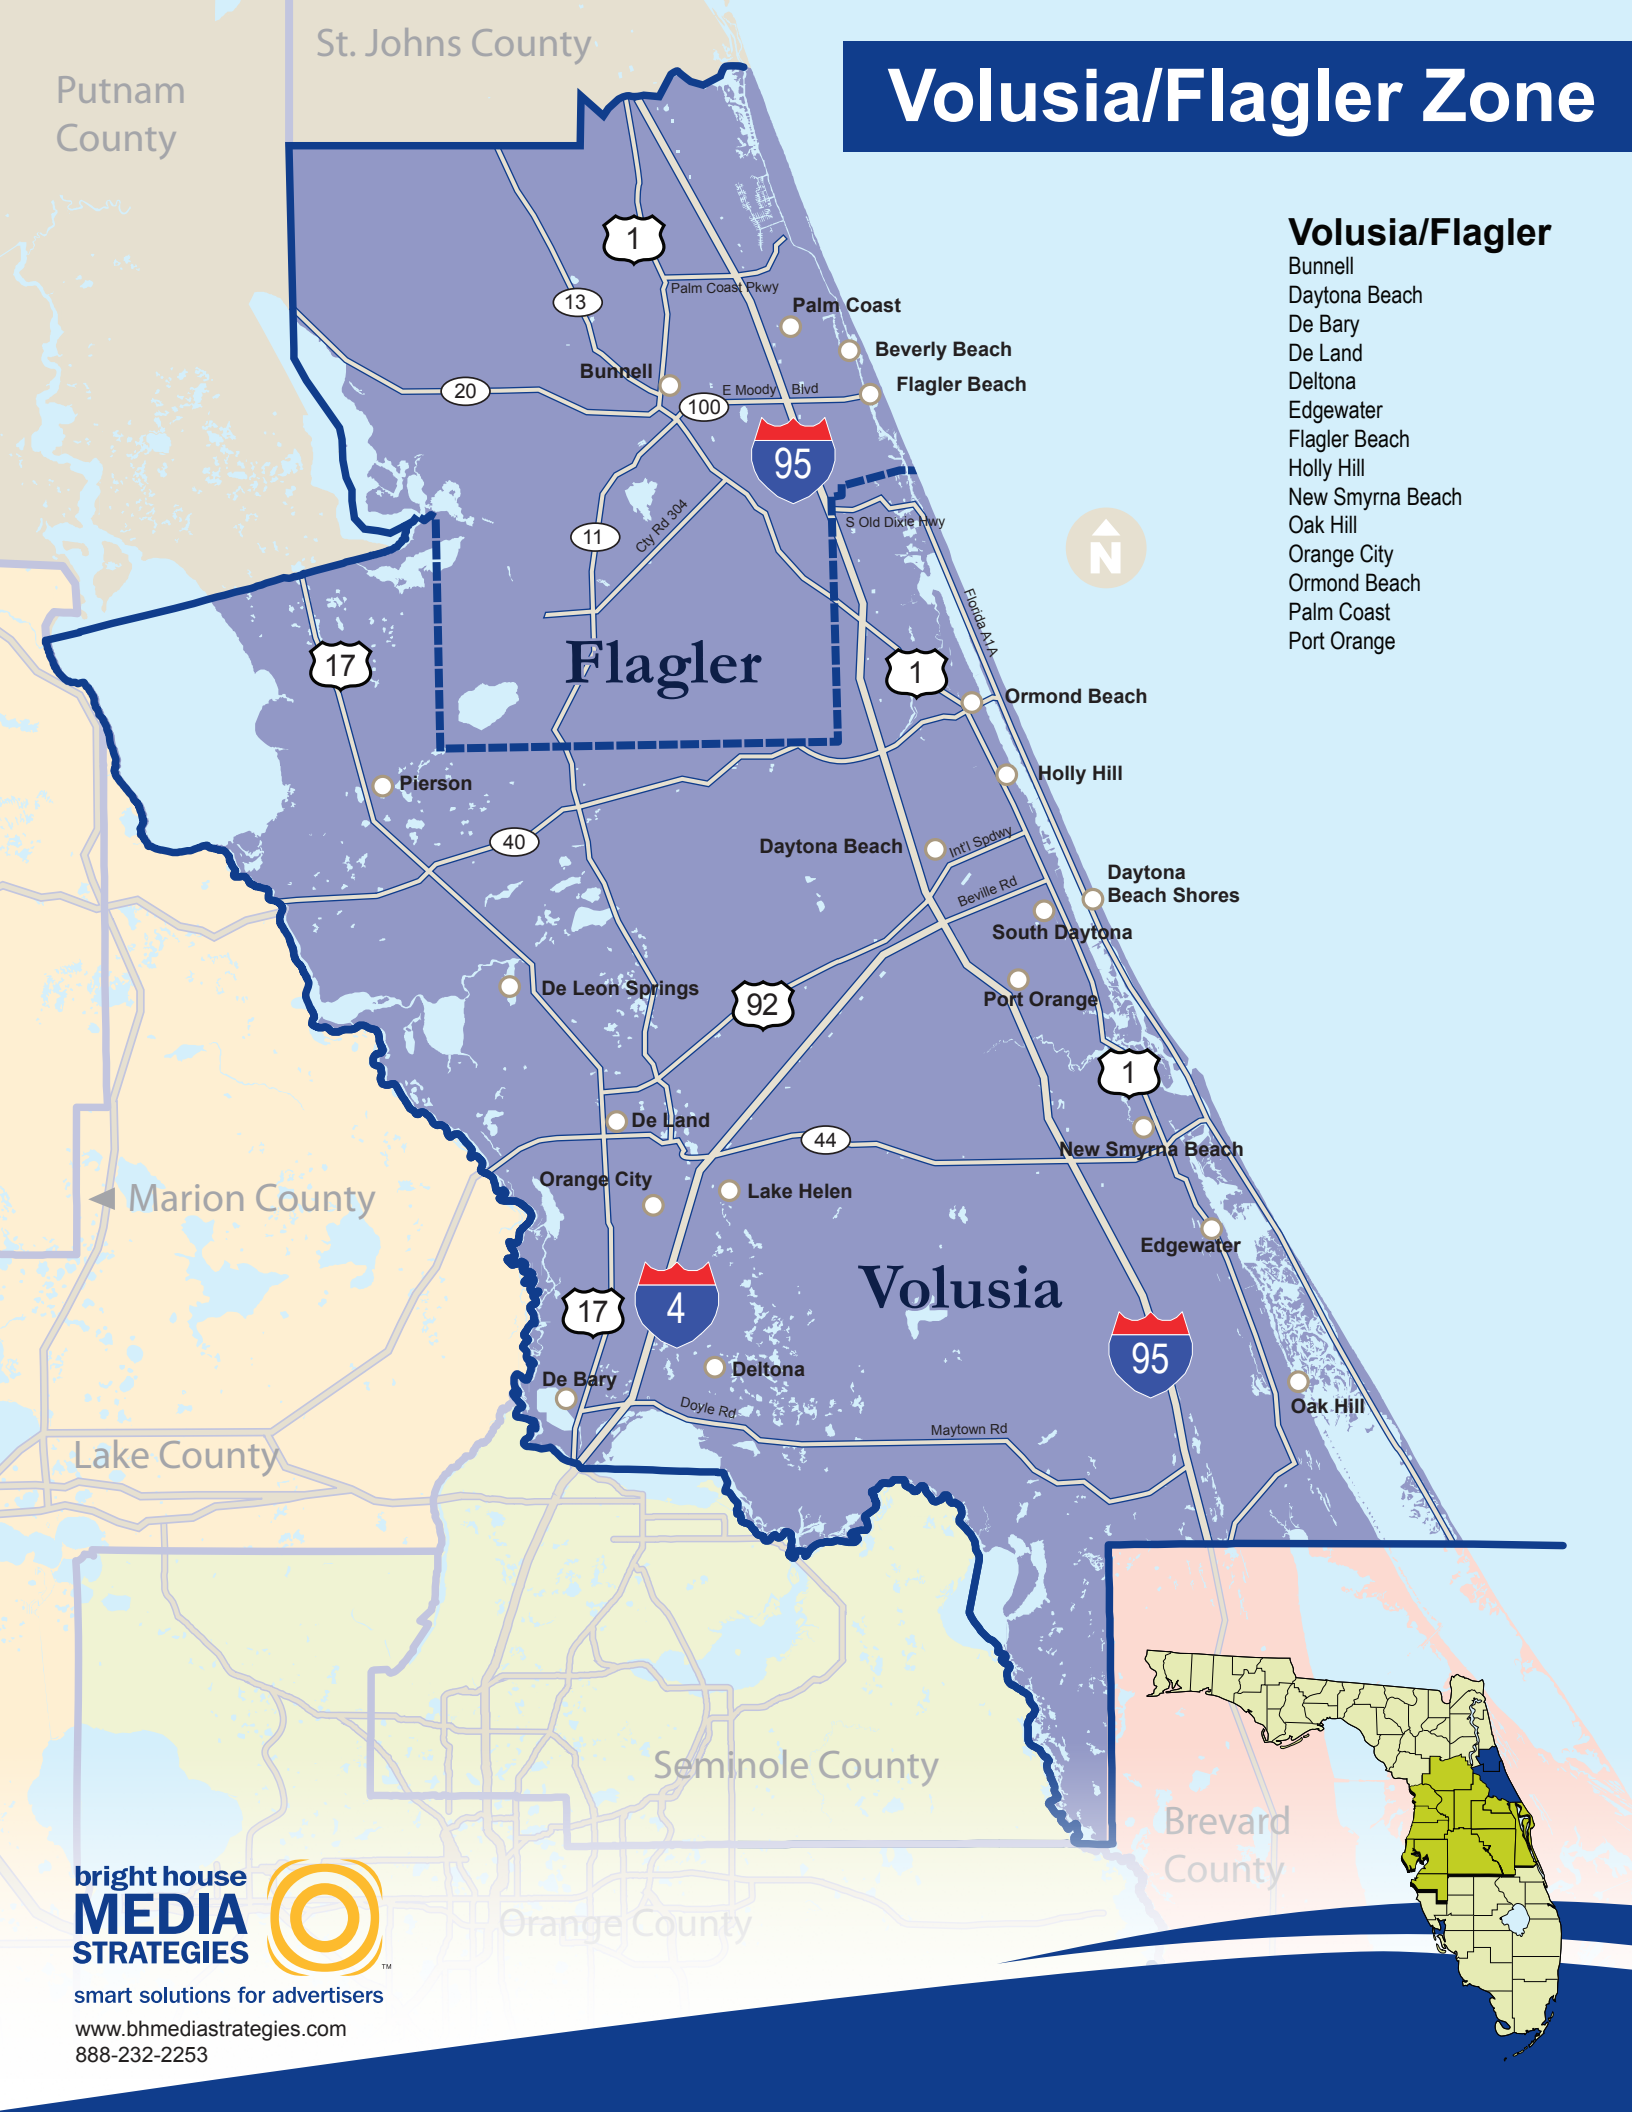 St. Johns County
Putnam
County
Volusia/Flagler Zone
Volusia/Flagler
Bunnell
Daytona Beach
De Bary
De Land
Deltona
Edgewater
Flagler Beach
Holly Hill
New Smyrna Beach
Oak Hill
Orange City
Ormond Beach
Palm Coast
Port Orange
1
Palm Coast Pkwy
13
Palm Coast
Beverly Beach
Bunnell
20
E Moody Blvd
Flagler Beach
100
95
S Old Dixie Hwy
11
Cty Rd 304
N
Florida A1A
Flagler
17
1
Ormond Beach
Holly Hill
Pierson
40
Daytona Beach
Int'l Spdwy
Daytona
Beach Shores
Beville Rd
South Daytona
De Leon Springs
92
Port Orange
1
De Land
44
New Smyrna Beach
Orange City
Lake Helen
Marion County
Edgewater
Volusia
17
4
95
De Bary
Deltona
Doyle Rd
Maytown Rd
Oak Hill
Lake County
Seminole County
Brevard
County
Orange County
bright house
MEDIA
STRATEGIES
TM
smart solutions for advertisers
www.bhmediastrategies.com
888-232-2253